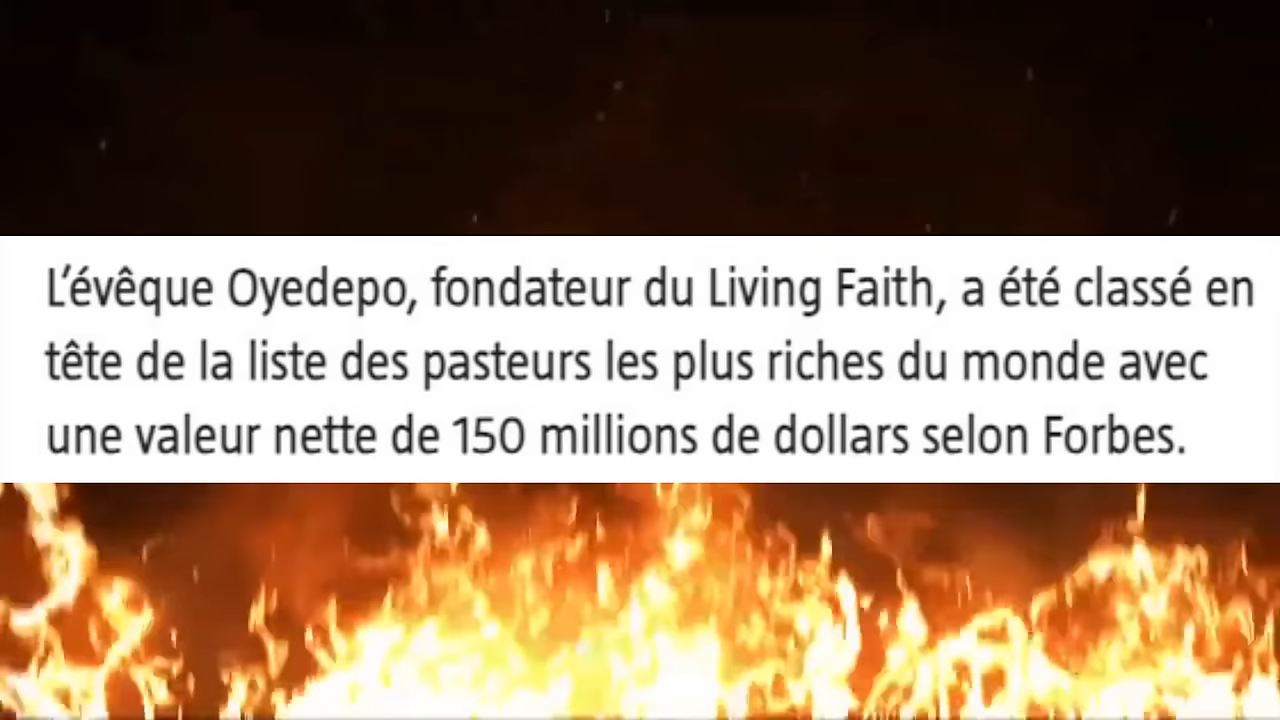 L'évêque Oyedepo, fondateur du Living Faith, a été classé en
tête de la liste des pasteurs les plus riches du monde avec
une valeur nette de 150 millions de dollars selon Forbes.